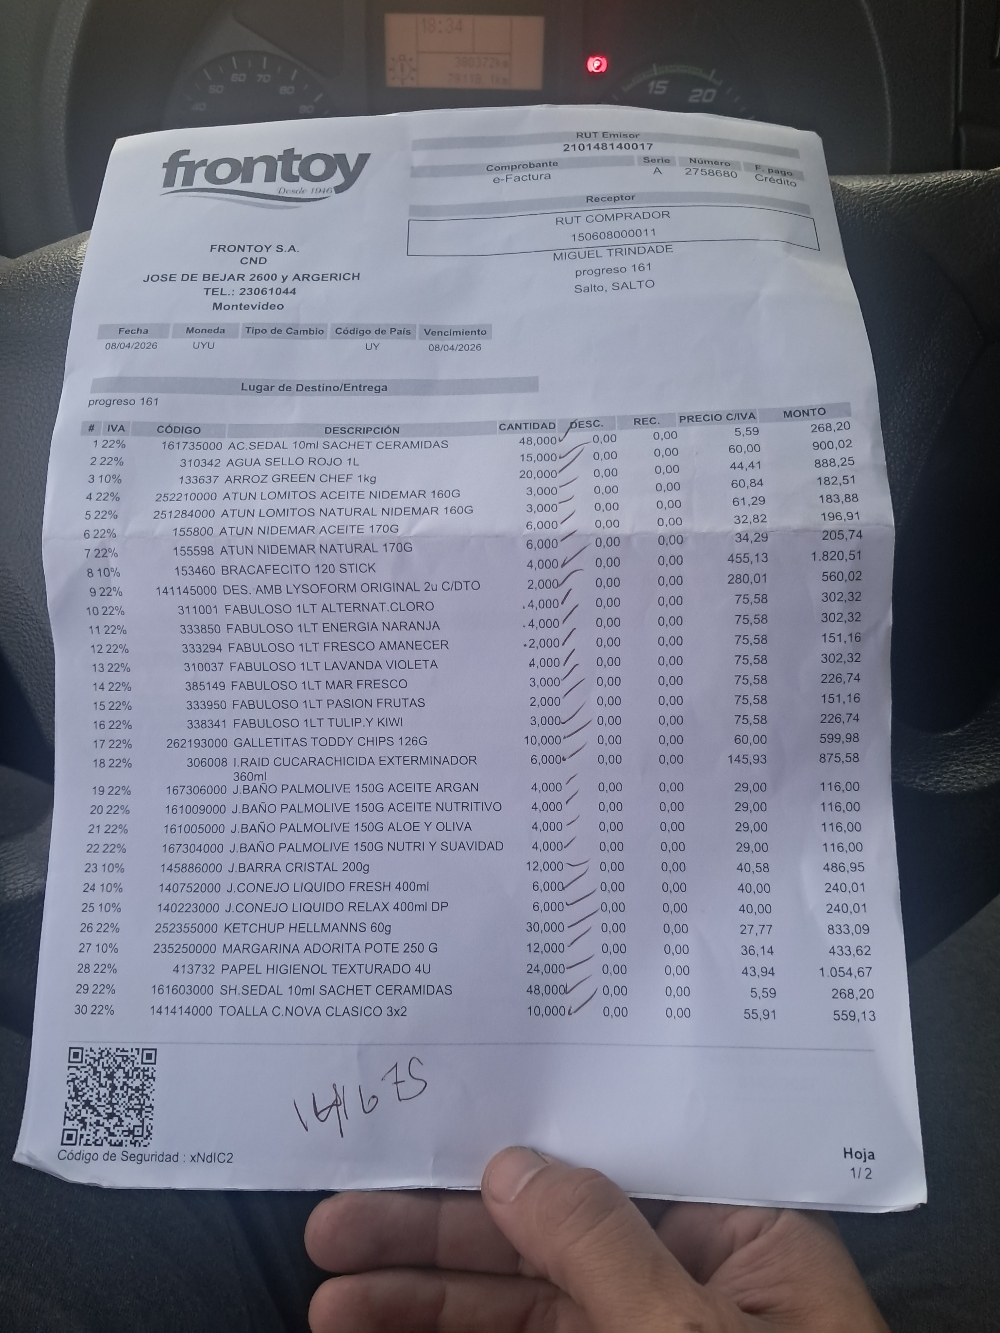 18:34
380372km
60 70
50 80
40 90
15 20
frontoy
Desde 1946
FRONTOY S.A.
CND
JOSE DE BEJAR 2600 y ARGERICH
TEL.: 23061044
Montevideo
RUT Emisor
210148140017
Comprobante Serie Número F. pago
e-Factura A 2758680 Crédito
Receptor
RUT COMPRADOR
150608000011
MIGUEL TRINDADE
progreso 161
Salto, SALTO
Fecha Moneda Tipo de Cambio Código de País Vencimiento
08/04/2026 UYU UY 08/04/2026
Lugar de Destino/Entrega
progreso 161
# IVA CÓDIGO DESCRIPCIÓN CANTIDAD DESC. REC. PRECIO C/IVA MONTO
1 22% 161735000 AC.SEDAL 10ml SACHET CERAMIDAS 48,000 0,00 0,00 5,59 268,20
2 22% 310342 AGUA SELLO ROJO 1L 15,000 0,00 0,00 60,00 900,02
3 10% 133637 ARROZ GREEN CHEF 1kg 20,000 0,00 0,00 44,41 888,25
4 22% 252210000 ATUN LOMITOS ACEITE NIDEMAR 160G 3,000 0,00 0,00 60,84 182,51
5 22% 251284000 ATUN LOMITOS NATURAL NIDEMAR 160G 3,000 0,00 0,00 61,29 183,88
6 22% 155800 ATUN NIDEMAR ACEITE 170G 6,000 0,00 0,00 32,82 196,91
7 22% 155598 ATUN NIDEMAR NATURAL 170G 6,000 0,00 0,00 34,29 205,74
8 10% 153460 BRACAFECITO 120 STICK 4,000 0,00 0,00 455,13 1.820,51
9 22% 141145000 DES. AMB LYSOFORM ORIGINAL 2u C/DTO 2,000 0,00 0,00 280,01 560,02
10 22% 311001 FABULOSO 1LT ALTERNAT.CLORO 4,000 0,00 0,00 75,58 302,32
11 22% 333850 FABULOSO 1LT ENERGIA NARANJA 4,000 0,00 0,00 75,58 302,32
12 22% 333294 FABULOSO 1LT FRESCO AMANECER 2,000 0,00 0,00 75,58 151,16
13 22% 310037 FABULOSO 1LT LAVANDA VIOLETA 4,000 0,00 0,00 75,58 302,32
14 22% 385149 FABULOSO 1LT MAR FRESCO 3,000 0,00 0,00 75,58 226,74
15 22% 333950 FABULOSO 1LT PASION FRUTAS 2,000 0,00 0,00 75,58 151,16
16 22% 338341 FABULOSO 1LT TULIP.Y KIWI 3,000 0,00 0,00 75,58 226,74
17 22% 262193000 GALLETITAS TODDY CHIPS 126G 10,000 0,00 0,00 60,00 599,98
18 22% 306008 I.RAID CUCARACHICIDA EXTERMINADOR 6,000 0,00 0,00 145,93 875,58
360ml
19 22% 167306000 J.BAÑO PALMOLIVE 150G ACEITE ARGAN 4,000 0,00 0,00 29,00 116,00
20 22% 161009000 J.BAÑO PALMOLIVE 150G ACEITE NUTRITIVO 4,000 0,00 0,00 29,00 116,00
21 22% 161005000 J.BAÑO PALMOLIVE 150G ALOE Y OLIVA 4,000 0,00 0,00 29,00 116,00
22 22% 167304000 J.BAÑO PALMOLIVE 150G NUTRI Y SUAVIDAD 4,000 0,00 0,00 29,00 116,00
23 10% 145886000 J.BARRA CRISTAL 200g 12,000 0,00 0,00 40,58 486,95
24 10% 140752000 J.CONEJO LIQUIDO FRESH 400ml 6,000 0,00 0,00 40,00 240,01
25 10% 140223000 J.CONEJO LIQUIDO RELAX 400ml DP 6,000 0,00 0,00 40,00 240,01
26 22% 252355000 KETCHUP HELLMANNS 60g 30,000 0,00 0,00 27,77 833,09
27 10% 235250000 MARGARINA ADORITA POTE 250 G 12,000 0,00 0,00 36,14 433,62
28 22% 413732 PAPEL HIGIENOL TEXTURADO 4U 24,000 0,00 0,00 43,94 1.054,67
29 22% 161603000 SH.SEDAL 10ml SACHET CERAMIDAS 48,000 0,00 0,00 5,59 268,20
30 22% 141414000 TOALLA C.NOVA CLASICO 3x2 10,000 0,00 0,00 55,91 559,13
Código de Seguridad : xNdIC2
Hoja
1/ 2